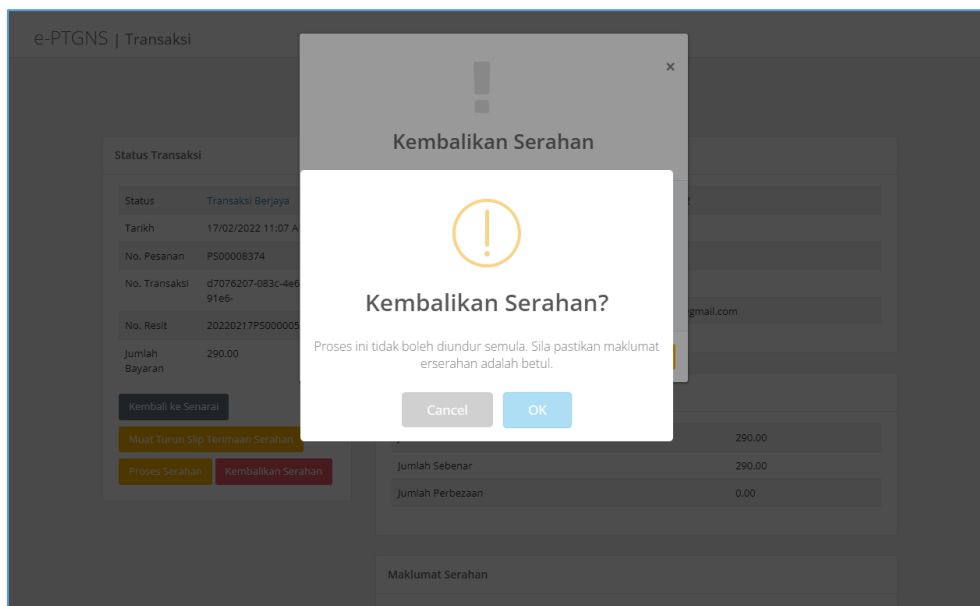 e-PTGNS | Transaksi
×
Kembalikan Serahan
Status Transaksi
Status Transaksi Berjaya
Tarikh 17/02/2022 11:07 A
No. Pesanan PS00008374
No. Transaksi d7076207-083c-4e6
91e6-
No. Resit 20220217PS000005
Jumlah 290.00
Bayaran
Kembali ke Senarai
Muat Turun Slip Terimaan Serahan
Proses Serahan Kembalikan Serahan
Kembalikan Serahan?
Proses ini tidak boleh diundur semula. Sila pastikan maklumat
erserahan adalah betul.
Cancel OK
gmail.com
290.00
Jumlah Sebenar 290.00
Jumlah Perbezaan 0.00
Maklumat Serahan